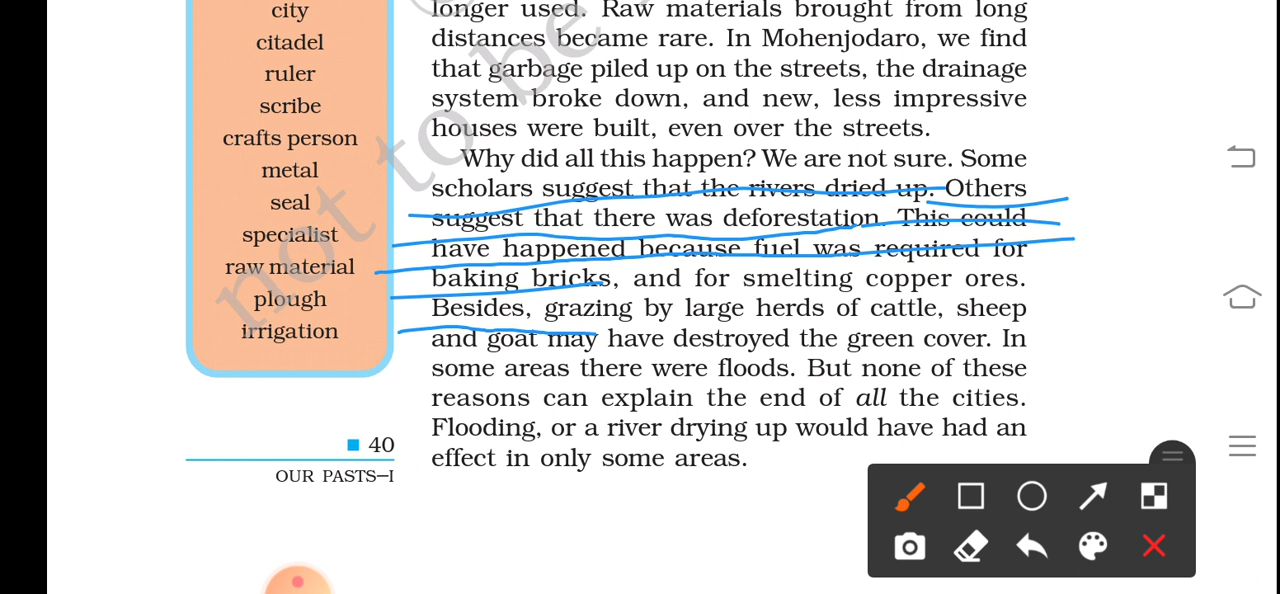 city
citadel
ruler
scribe
crafts person
metal
seal
specialist
raw material
plough
irrigation
longer used. Raw materials brought from long
distances became rare. In Mohenjodaro, we find
that garbage piled up on the streets, the drainage
system broke down, and new, less impressive
houses were built, even over the streets.
Why did all this happen? We are not sure. Some
scholars suggest that the rivers dried up. Others
suggest that there was deforestation. This could
have happened because fuel was required for
baking bricks, and for smelting copper ores.
Besides, grazing by large herds of cattle, sheep
and goat may have destroyed the green cover. In
some areas there were floods. But none of these
reasons can explain the end of all the cities.
Flooding, or a river drying up would have had an
effect in only some areas.
40
OUR PASTS–I
not to be